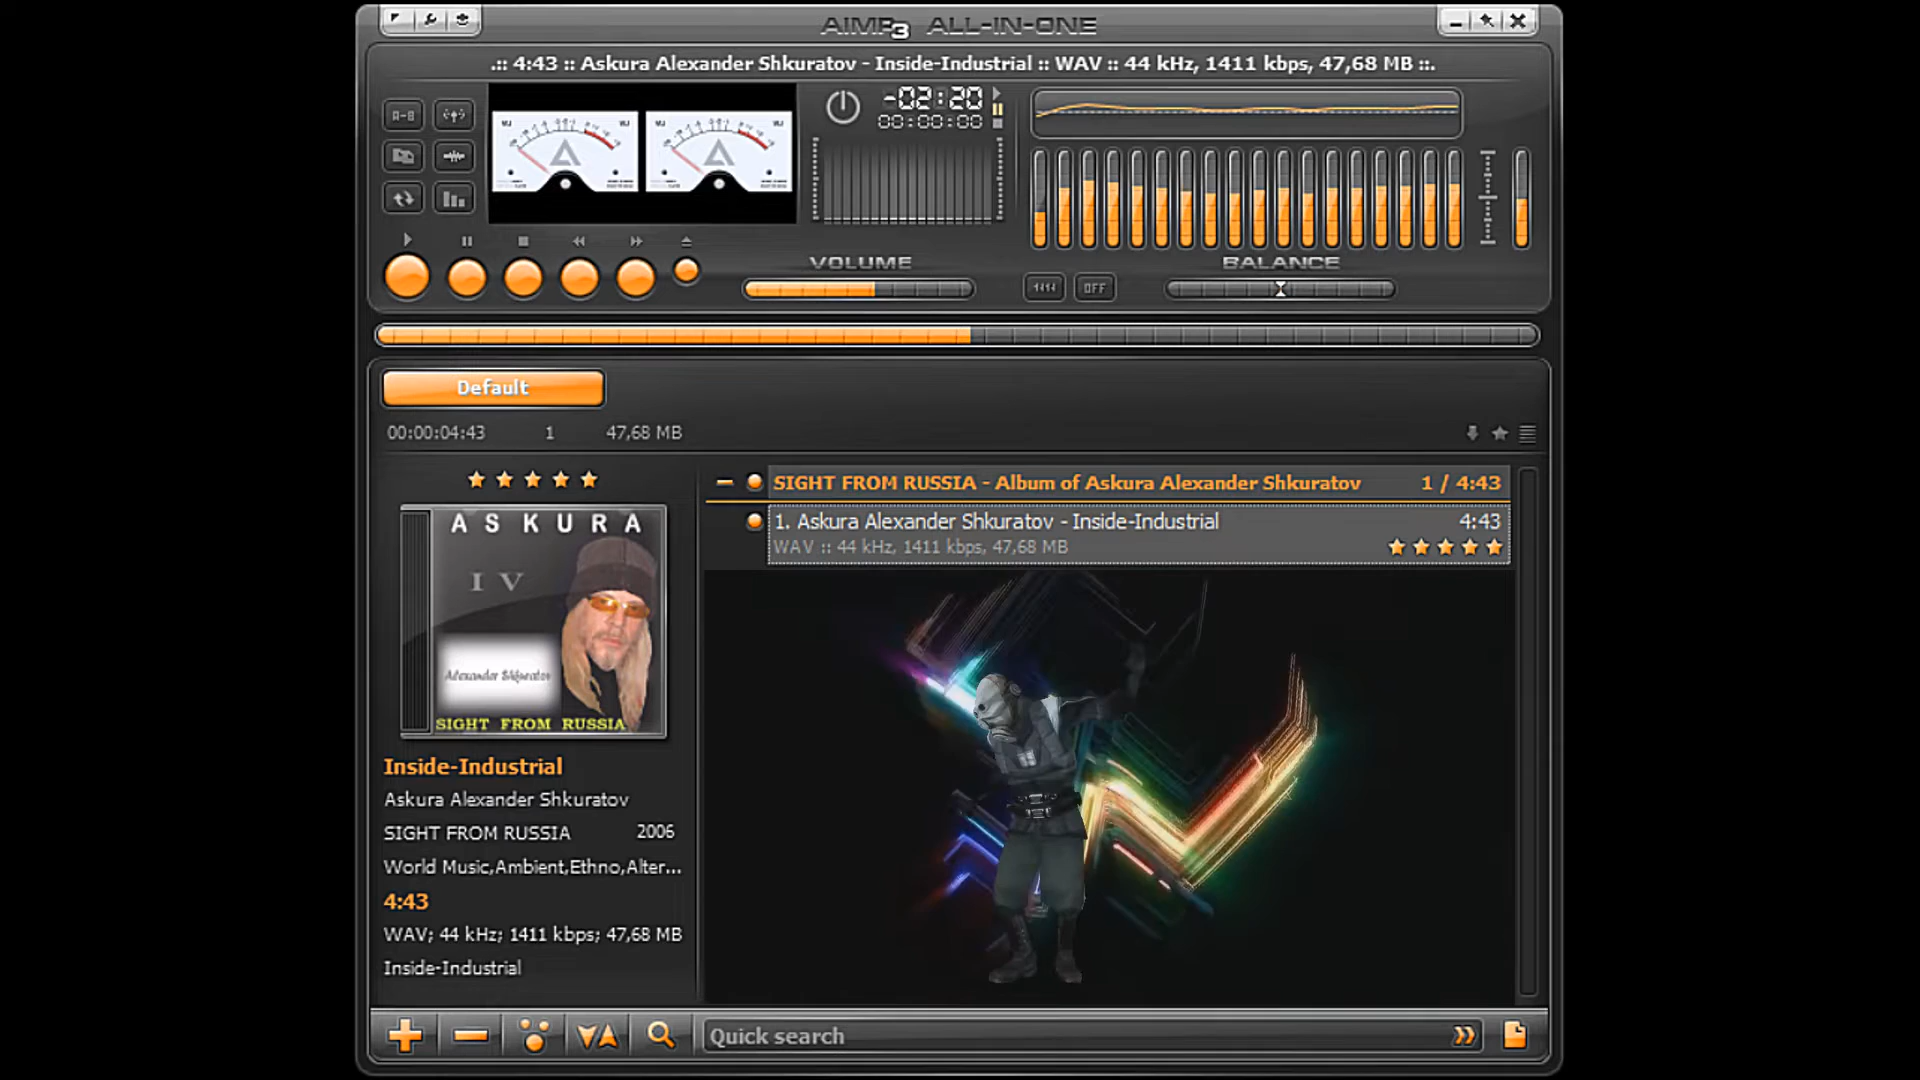 AIMP3 ALL-IN-ONE
.:: 4:43 :: Askura Alexander Shkuratov - Inside-Industrial :: WAV :: 44 kHz, 1411 kbps, 47,68 MB ::.
A-B
-02:20
00:00:00
VOLUME
OFF
BALANCE
Default
00:00:04:43 1 47,68 MB
SIGHT FROM RUSSIA - Album of Askura Alexander Shkuratov 1 / 4:43
1. Askura Alexander Shkuratov - Inside-Industrial 4:43
WAV :: 44 kHz, 1411 kbps, 47,68 MB
ASKURA
IV
Alexander Shkuratov
SIGHT FROM RUSSIA
Inside-Industrial
Askura Alexander Shkuratov
SIGHT FROM RUSSIA 2006
World Music,Ambient,Ethno,Alter...
4:43
WAV; 44 kHz; 1411 kbps; 47,68 MB
Inside-Industrial
Quick search